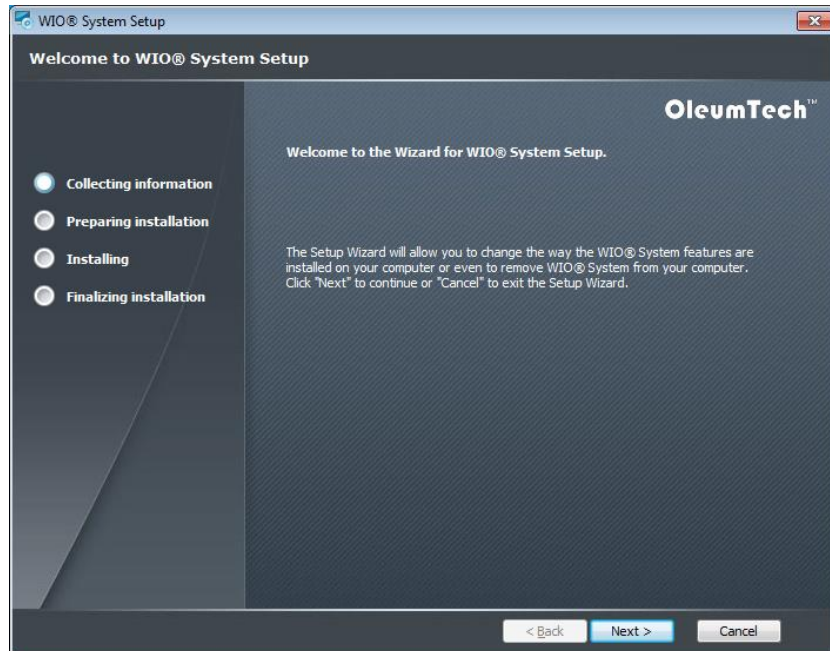 WIO® System Setup
Welcome to WIO® System Setup
OleumTech™
Welcome to the Wizard for WIO® System Setup.
Collecting information
Preparing installation
Installing
Finalizing installation
The Setup Wizard will allow you to change the way the WIO® System features are
installed on your computer or even to remove WIO® System from your computer.
Click "Next" to continue or "Cancel" to exit the Setup Wizard.
< Back
Next >
Cancel